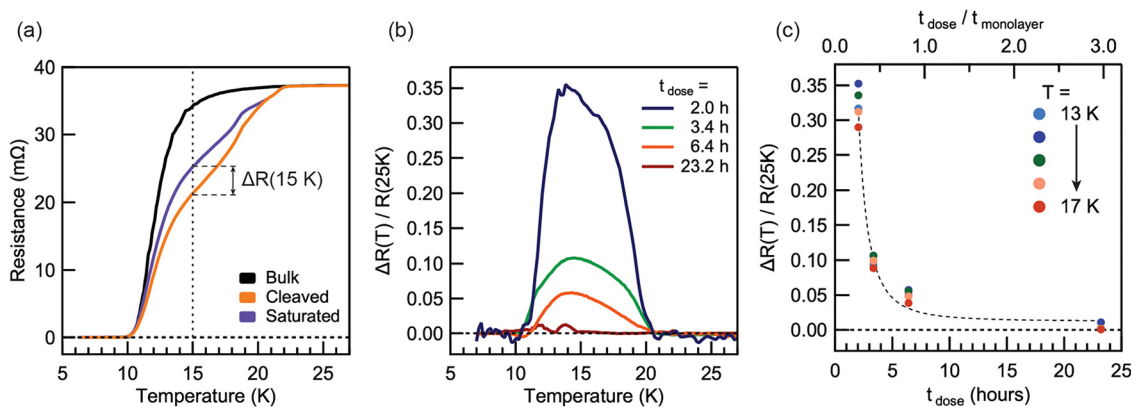 (a)
Resistance (mΩ)
40
30
20
10
0
ΔR(15 K)
Bulk
Cleaved
Saturated
5 10 15 20 25
Temperature (K)
(b)
ΔR(T) / R(25K)
0.35
0.30
0.25
0.20
0.15
0.10
0.05
0.00
t dose =
2.0 h
3.4 h
6.4 h
23.2 h
5 10 15 20 25
Temperature (K)
(c)
t dose / t monolayer
0.0 1.0 2.0 3.0
ΔR(T) / R(25K)
0.35
0.30
0.25
0.20
0.15
0.10
0.05
0.00
T =
13 K
17 K
0 5 10 15 20 25
t dose (hours)